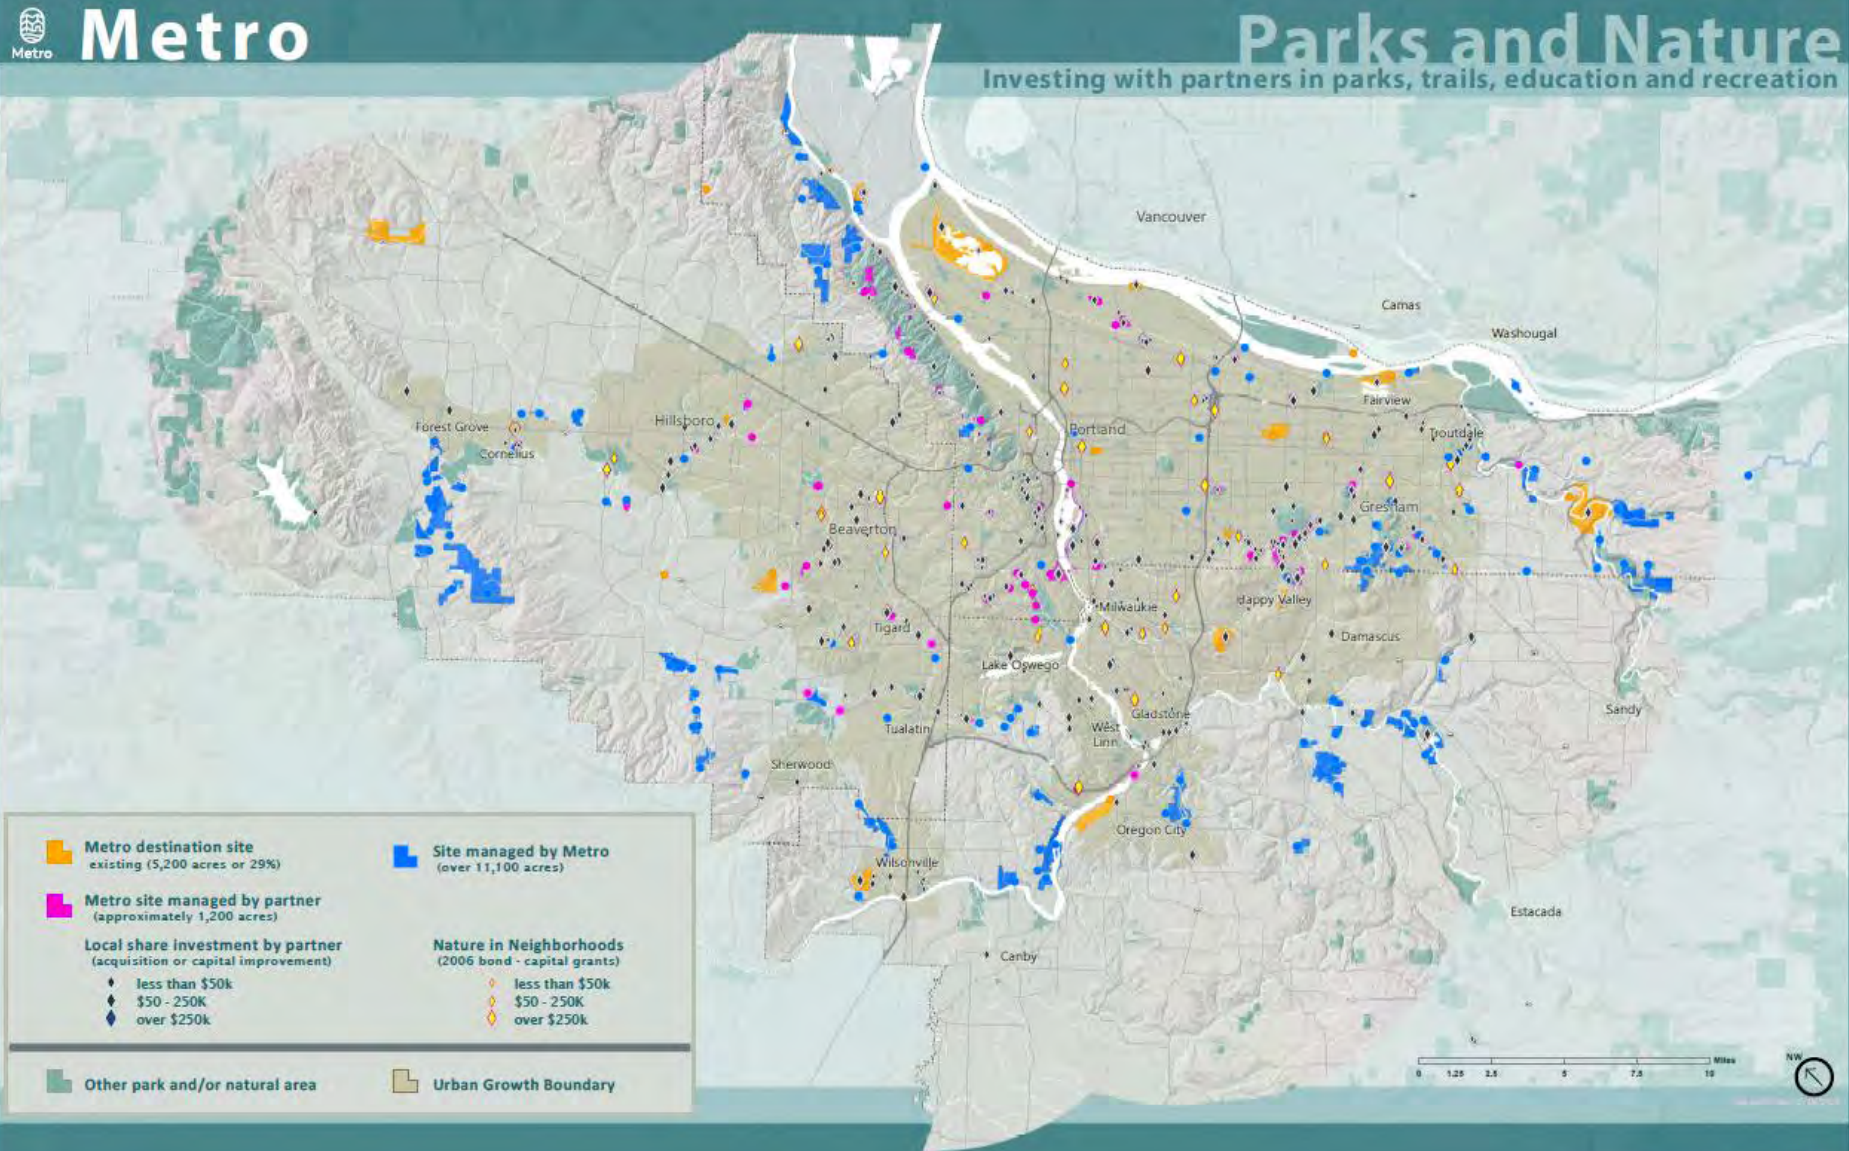 Metro
Metro
Parks and Nature
Investing with partners in parks, trails, education and recreation
Vancouver
Camas
Washougal
Fairview
Troutdale
Forest Grove
Cornelius
Hillsboro
Portland
Gresham
Beaverton
Happy Valley
Milwaukie
Tigard
Damascus
Lake Oswego
Sandy
Gladstone
Tualatin
West
Linn
Sherwood
Oregon City
Wilsonville
Estacada
Canby
Metro destination site
existing (5,200 acres or 29%)
Site managed by Metro
(over 11,100 acres)
Metro site managed by partner
(approximately 1,200 acres)
Local share investment by partner
(acquisition or capital improvement)
less than $50k
$50 - 250K
over $250k
Nature in Neighborhoods
(2006 bond - capital grants)
less than $50k
$50 - 250K
over $250k
Other park and/or natural area
Urban Growth Boundary
Miles
0 1.25 2.5 5 7.5 10
NW